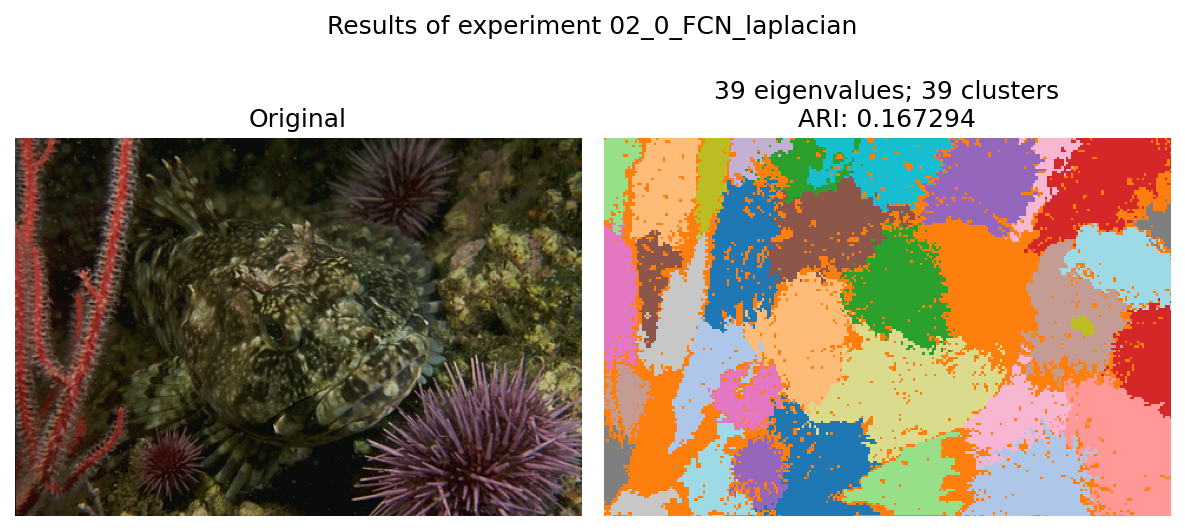 Results of experiment 02_0_FCN_laplacian
Original
39 eigenvalues; 39 clusters
ARI: 0.167294